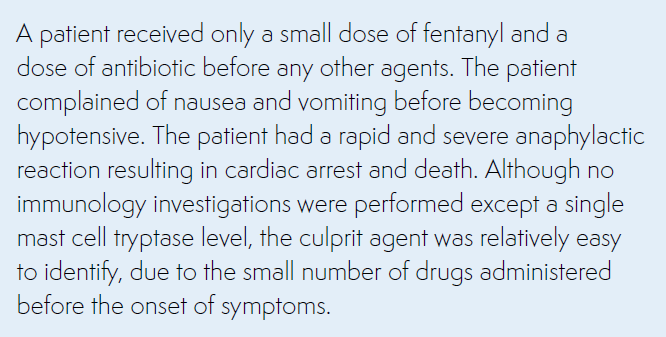 A patient received only a small dose of fentanyl and a
dose of antibiotic before any other agents. The patient
complained of nausea and vomiting before becoming
hypotensive. The patient had a rapid and severe anaphylactic
reaction resulting in cardiac arrest and death. Although no
immunology investigations were performed except a single
mast cell tryptase level, the culprit agent was relatively easy
to identify, due to the small number of drugs administered
before the onset of symptoms.